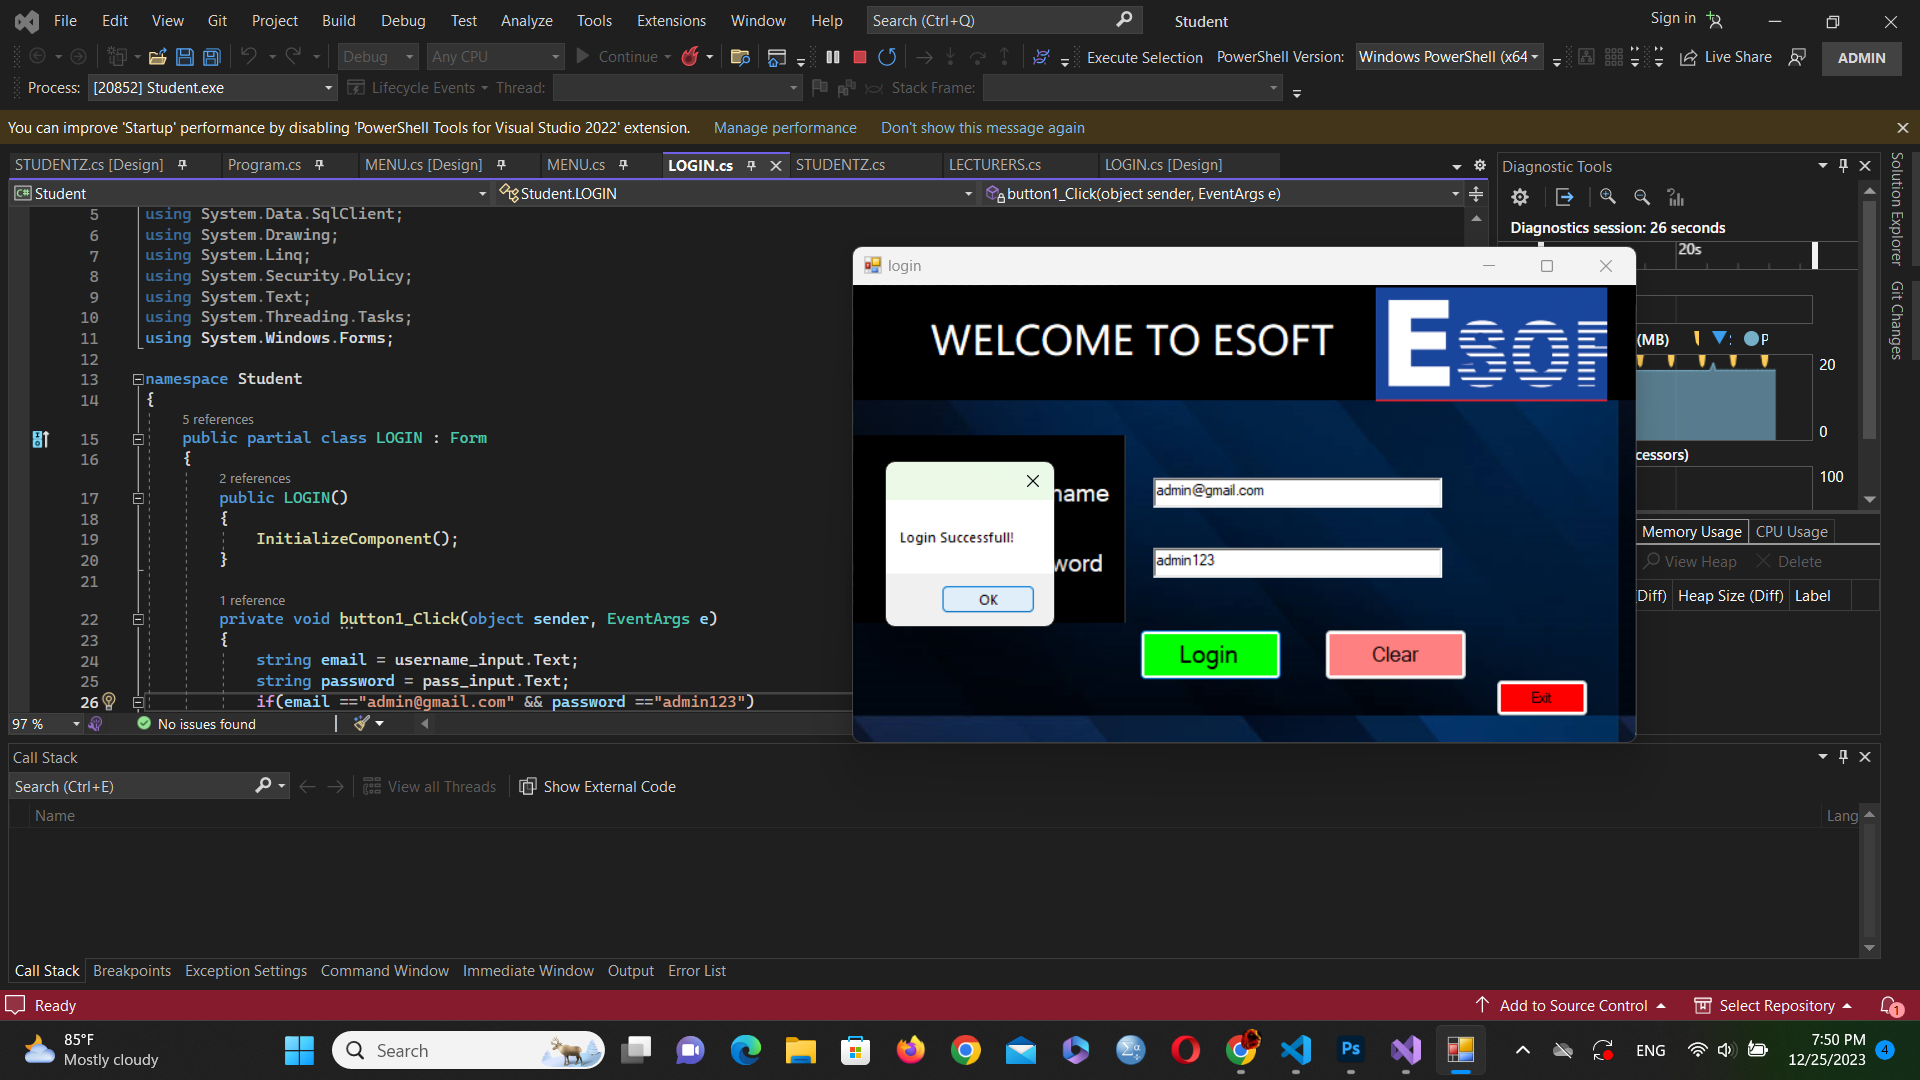 File Edit View Git Project Build Debug Test Analyze Tools Extensions Window Help Search (Ctrl+Q) Student Sign in
Debug Any CPU Continue Execute Selection PowerShell Version: Windows PowerShell (x64 Live Share ADMIN
Process: [20852] Student.exe Lifecycle Events Thread: Stack Frame:
You can improve 'Startup' performance by disabling 'PowerShell Tools for Visual Studio 2022' extension. Manage performance Don't show this message again
STUDENTZ.cs [Design] Program.cs MENU.cs [Design] MENU.cs LOGIN.cs STUDENTZ.cs LECTURERS.cs LOGIN.cs [Design]
C# Student Student.LOGIN button1_Click(object sender, EventArgs e)
5 using System.Data.SqlClient;
6 using System.Drawing;
7 using System.Linq;
8 using System.Security.Policy;
9 using System.Text;
10 using System.Threading.Tasks;
11 using System.Windows.Forms;
12
13 namespace Student
14 {
5 references
15 public partial class LOGIN : Form
16 {
2 references
17 public LOGIN()
18 {
19 InitializeComponent();
20 }
21
1 reference
22 private void button1_Click(object sender, EventArgs e)
23 {
24 string email = username_input.Text;
25 string password = pass_input.Text;
26 if(email =="admin@gmail.com" && password =="admin123")
97 % No issues found
login
WELCOME TO ESOFT
ESOF
name admin@gmail.com
word admin123
Login Successfull!
OK
Login Clear
Exit
Diagnostic Tools
Diagnostics session: 26 seconds
20s
(MB) P
20
0
cessors)
100
Memory Usage CPU Usage
View Heap Delete
(Diff) Heap Size (Diff) Label
Solution Explorer
Git Changes
Call Stack
Search (Ctrl+E) View all Threads Show External Code
Name Lang
Call Stack Breakpoints Exception Settings Command Window Immediate Window Output Error List
Ready Add to Source Control Select Repository 1
85°F
Mostly cloudy
Search
Ps
ENG
7:50 PM
12/25/2023
4